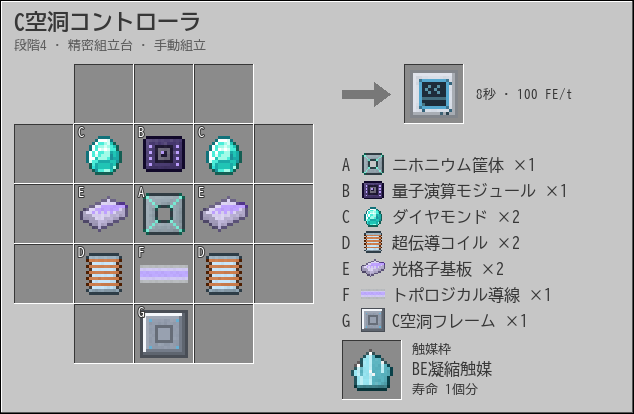 C空洞コントローラ
段階4 · 精密組立台 · 手動組立
8秒 · 100 FE/t
C
B
C
E
A
E
D
F
D
G
A ニホニウム筐体 ×1
B 量子演算モジュール ×1
C ダイヤモンド ×2
D 超伝導コイル ×2
E 光格子基板 ×2
F トポロジカル導線 ×1
G C空洞フレーム ×1
触媒枠
BE凝縮触媒
寿命 1個分